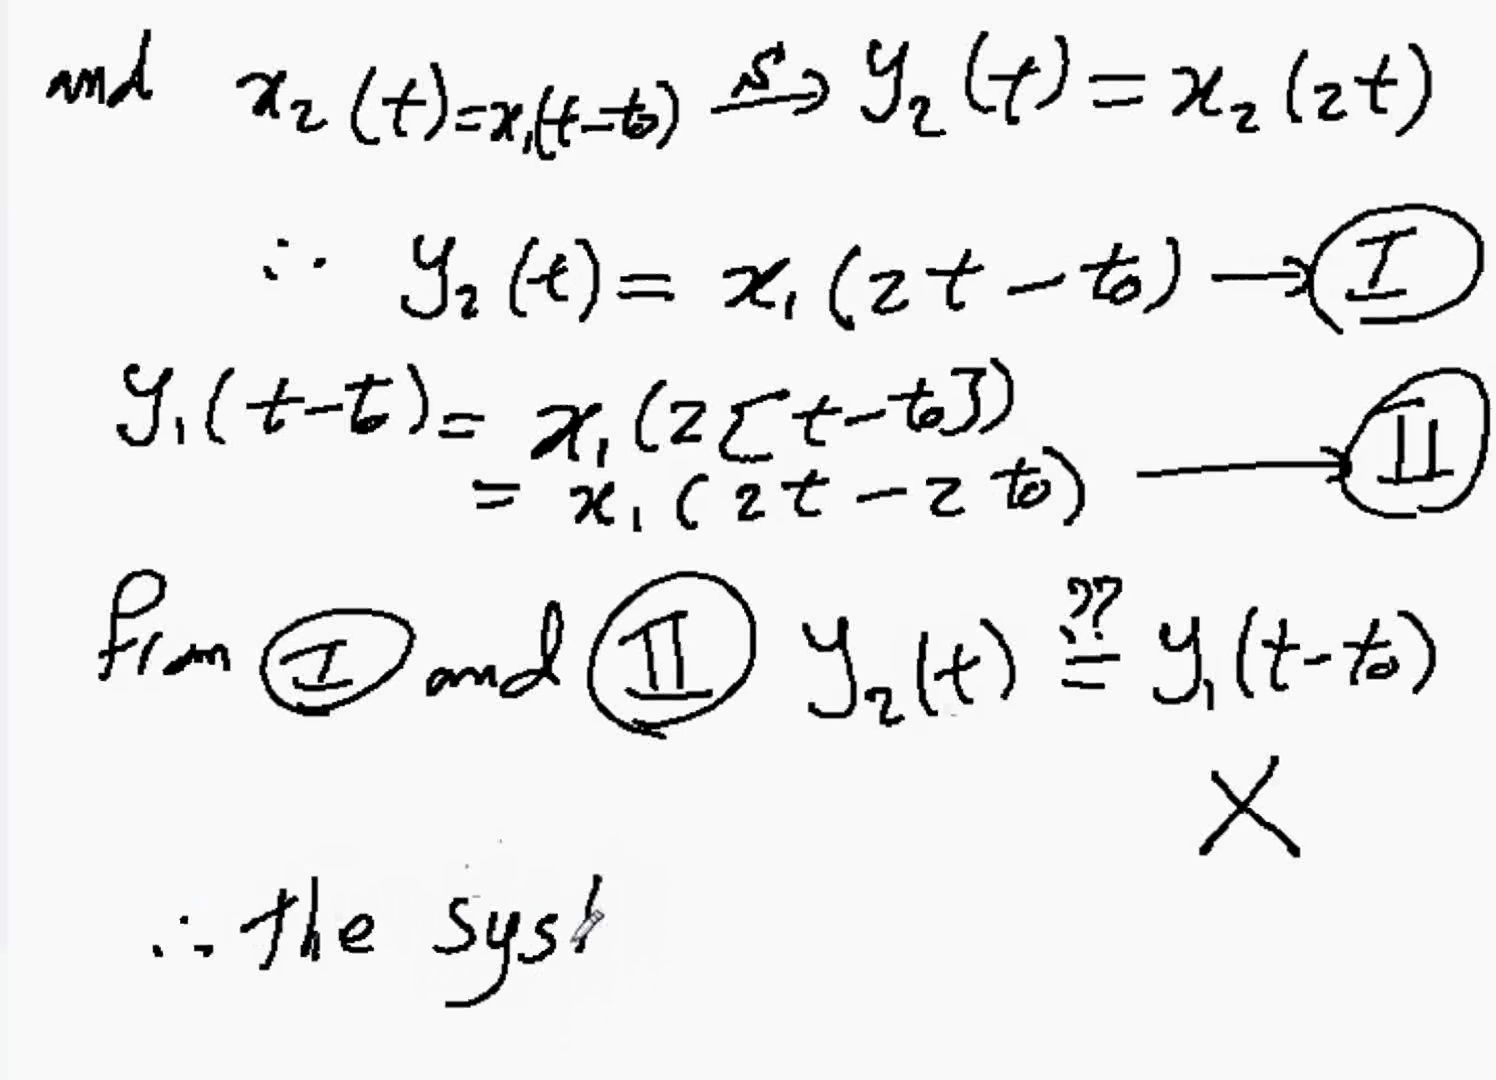 and x₂(t)=x₁(t-t₀) S→ y₂(t) = x₂(2t)
∴ y₂(t) = x₁(2t - t₀) → I
y₁(t-t₀) = x₁(2[t-t₀])
= x₁(2t - 2t₀) → II
from I and II y₂(t) ≟?? y₁(t-t₀)
X
∴ the syst